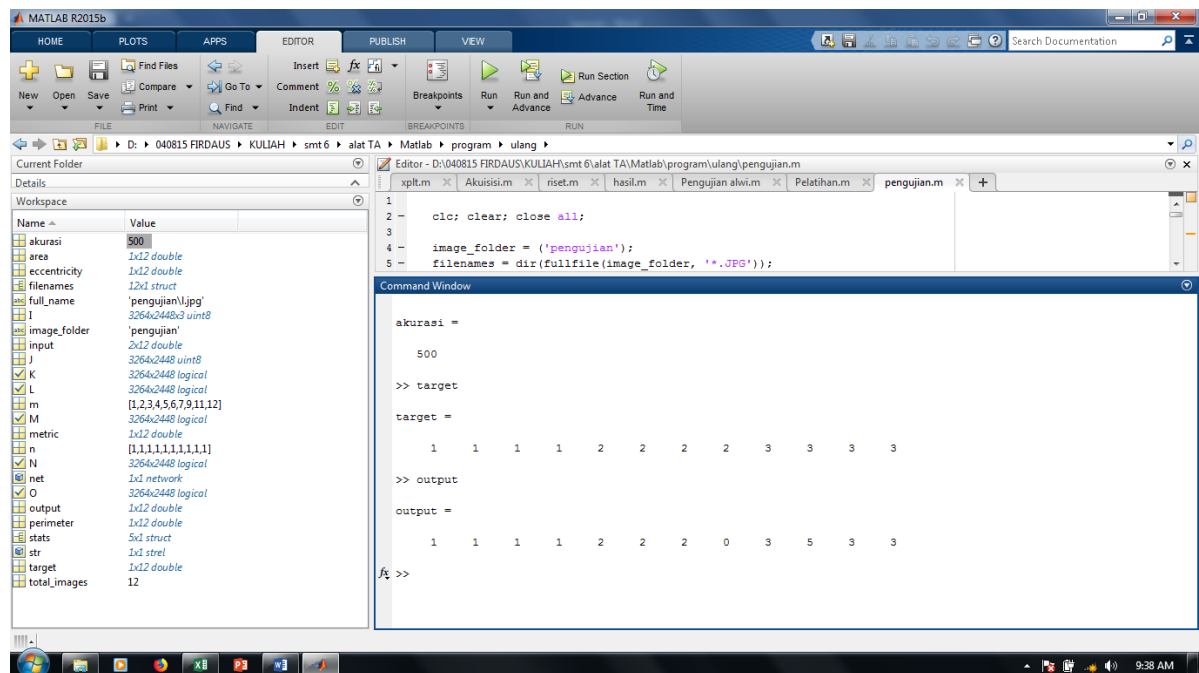 MATLAB R2015b
HOME PLOTS APPS EDITOR PUBLISH VIEW Search Documentation
New Open Save Find Files Compare Print Go To Find Insert fx Comment Indent Breakpoints Run Run and Advance Run Section Advance Run and Time
FILE NAVIGATE EDIT BREAKPOINTS RUN
D: ▸ 040815 FIRDAUS ▸ KULIAH ▸ smt 6 ▸ alat TA ▸ Matlab ▸ program ▸ ulang ▸
Current Folder
Details
Workspace
Name Value
akurasi 500
area 1x12 double
eccentricity 1x12 double
filenames 12x1 struct
full_name 'pengujian\l.jpg'
I 3264x2448x3 uint8
image_folder 'pengujian'
input 2x12 double
J 3264x2448 uint8
K 3264x2448 logical
L 3264x2448 logical
m [1,2,3,4,5,6,7,9,11,12]
M 3264x2448 logical
metric 1x12 double
n [1,1,1,1,1,1,1,1,1,1]
N 3264x2448 logical
net 1x1 network
O 3264x2448 logical
output 1x12 double
perimeter 1x12 double
stats 5x1 struct
str 1x1 strel
target 1x12 double
total_images 12
Editor - D:\040815 FIRDAUS\KULIAH\smt 6\alat TA\Matlab\program\ulang\pengujian.m
xplt.m Akuisisi.m riset.m hasil.m Pengujian alwi.m Pelatihan.m pengujian.m +
1
2 - clc; clear; close all;
3
4 - image_folder = ('pengujian');
5 - filenames = dir(fullfile(image_folder, '*.JPG'));
Command Window
akurasi =
500
>> target
target =
1 1 1 1 2 2 2 2 3 3 3 3
>> output
output =
1 1 1 1 2 2 2 0 3 5 3 3
fx >>
9:38 AM